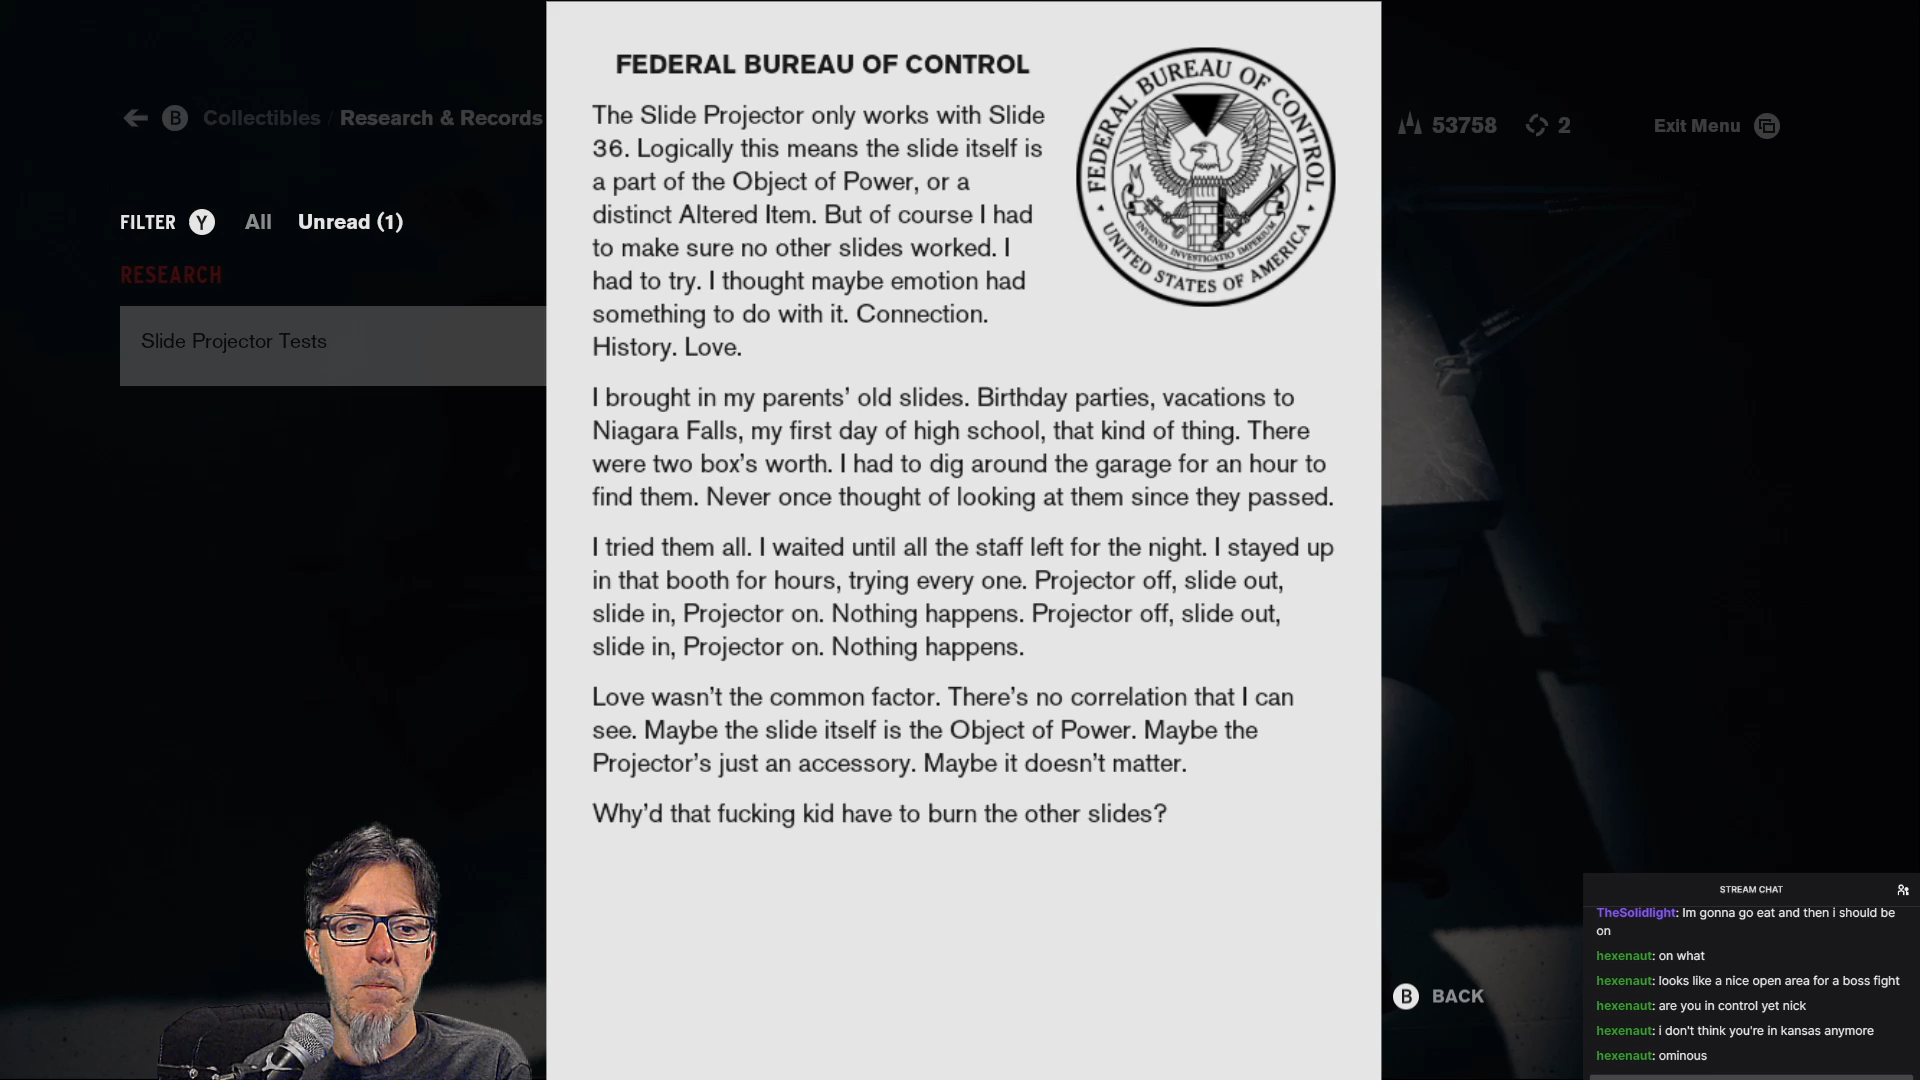 B Collectibles / Research & Records
FILTER Y All Unread (1)
RESEARCH
Slide Projector Tests
FEDERAL BUREAU OF CONTROL
The Slide Projector only works with Slide
36. Logically this means the slide itself is
a part of the Object of Power, or a
distinct Altered Item. But of course I had
to make sure no other slides worked. I
had to try. I thought maybe emotion had
something to do with it. Connection.
History. Love.
I brought in my parents’ old slides. Birthday parties, vacations to
Niagara Falls, my first day of high school, that kind of thing. There
were two box’s worth. I had to dig around the garage for an hour to
find them. Never once thought of looking at them since they passed.
I tried them all. I waited until all the staff left for the night. I stayed up
in that booth for hours, trying every one. Projector off, slide out,
slide in, Projector on. Nothing happens. Projector off, slide out,
slide in, Projector on. Nothing happens.
Love wasn’t the common factor. There’s no correlation that I can
see. Maybe the slide itself is the Object of Power. Maybe the
Projector’s just an accessory. Maybe it doesn’t matter.
Why’d that fucking kid have to burn the other slides?
FEDERAL BUREAU OF CONTROL
INVENIO INVESTIGATIO IMPERIUM
UNITED STATES OF AMERICA
53758 2 Exit Menu
B BACK
STREAM CHAT
TheSolidlight: Im gonna go eat and then i should be
on
hexenaut: on what
hexenaut: looks like a nice open area for a boss fight
hexenaut: are you in control yet nick
hexenaut: i don't think you're in kansas anymore
hexenaut: ominous